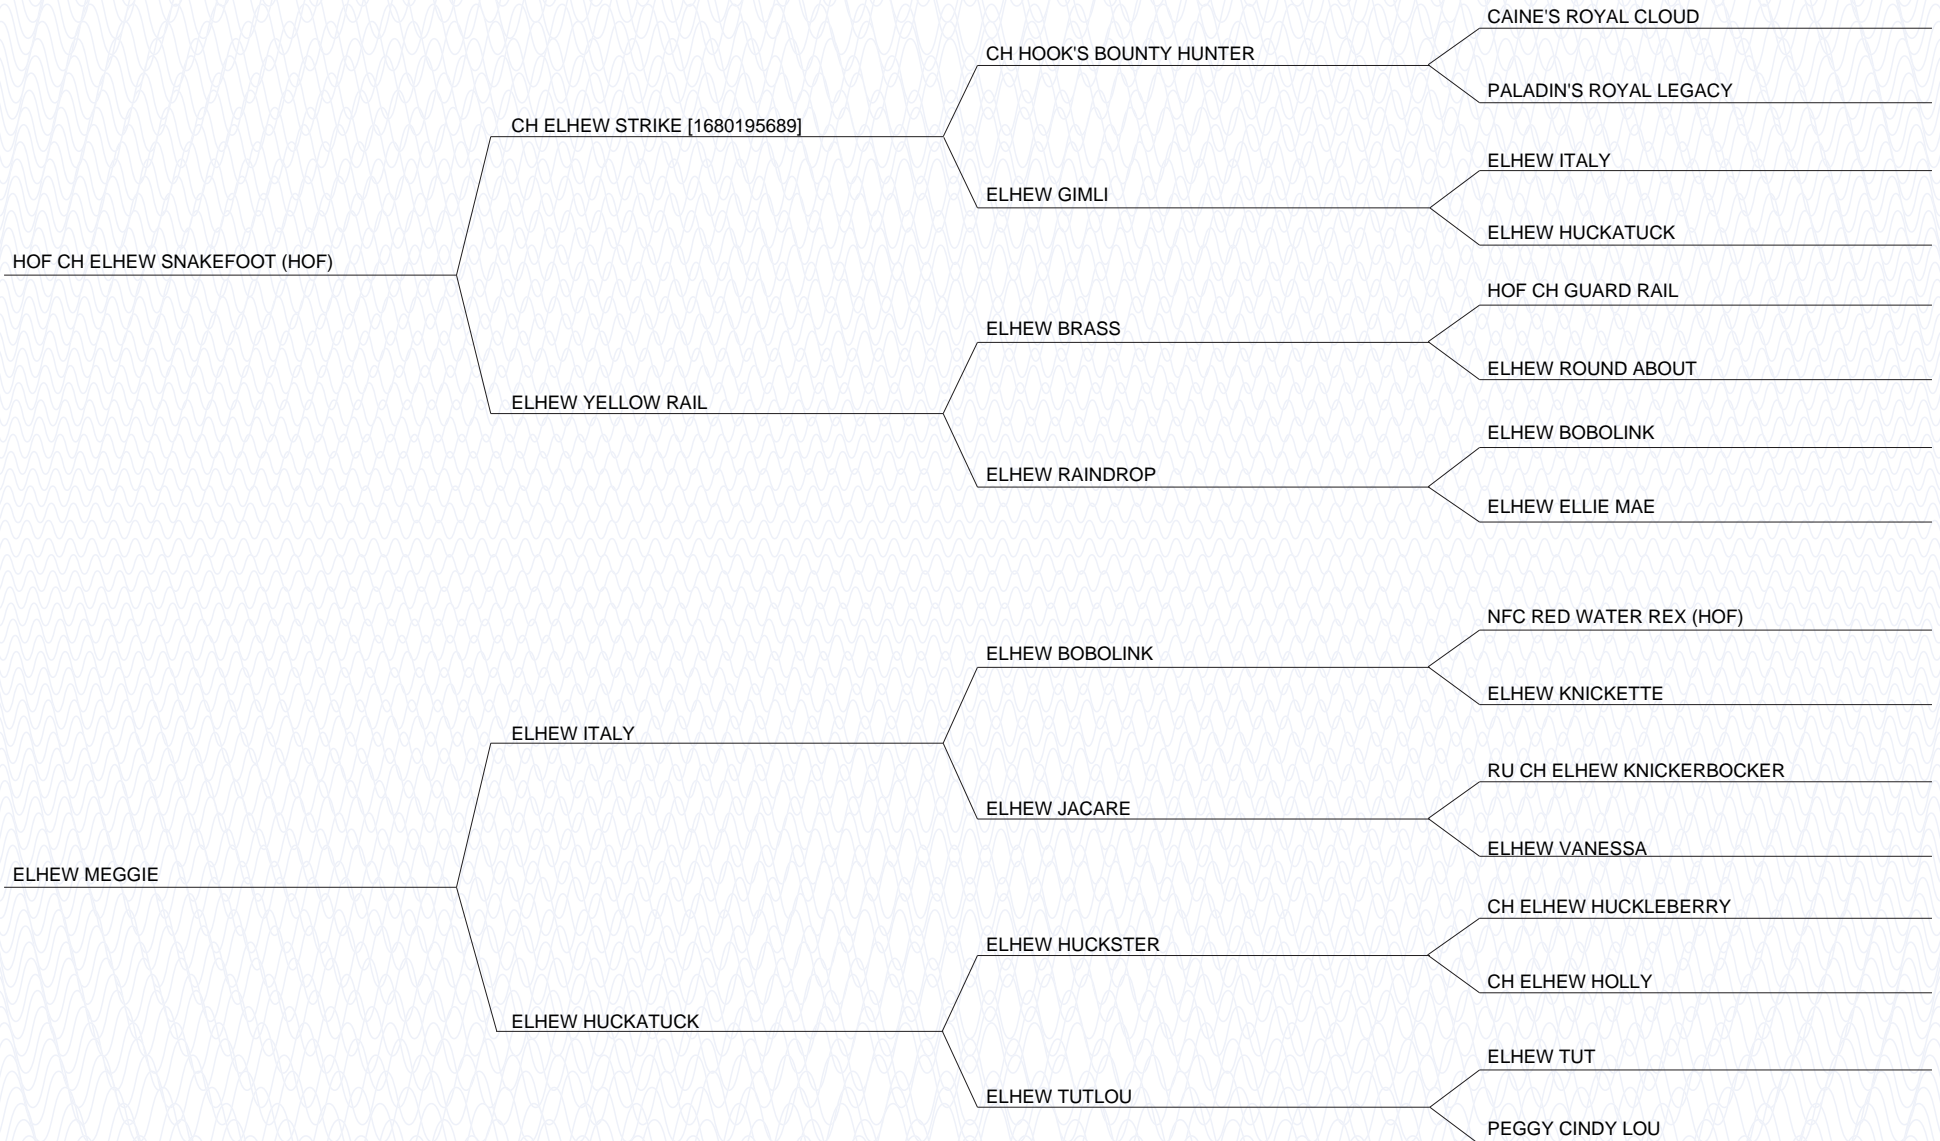 CAINE'S ROYAL CLOUD
CH HOOK'S BOUNTY HUNTER
PALADIN'S ROYAL LEGACY
CH ELHEW STRIKE [1680195689]
ELHEW ITALY
ELHEW GIMLI
ELHEW HUCKATUCK
HOF CH ELHEW SNAKEFOOT (HOF)
HOF CH GUARD RAIL
ELHEW BRASS
ELHEW ROUND ABOUT
ELHEW YELLOW RAIL
ELHEW BOBOLINK
ELHEW RAINDROP
ELHEW ELLIE MAE
NFC RED WATER REX (HOF)
ELHEW BOBOLINK
ELHEW KNICKETTE
ELHEW ITALY
RU CH ELHEW KNICKERBOCKER
ELHEW JACARE
ELHEW VANESSA
ELHEW MEGGIE
CH ELHEW HUCKLEBERRY
ELHEW HUCKSTER
CH ELHEW HOLLY
ELHEW HUCKATUCK
ELHEW TUT
ELHEW TUTLOU
PEGGY CINDY LOU